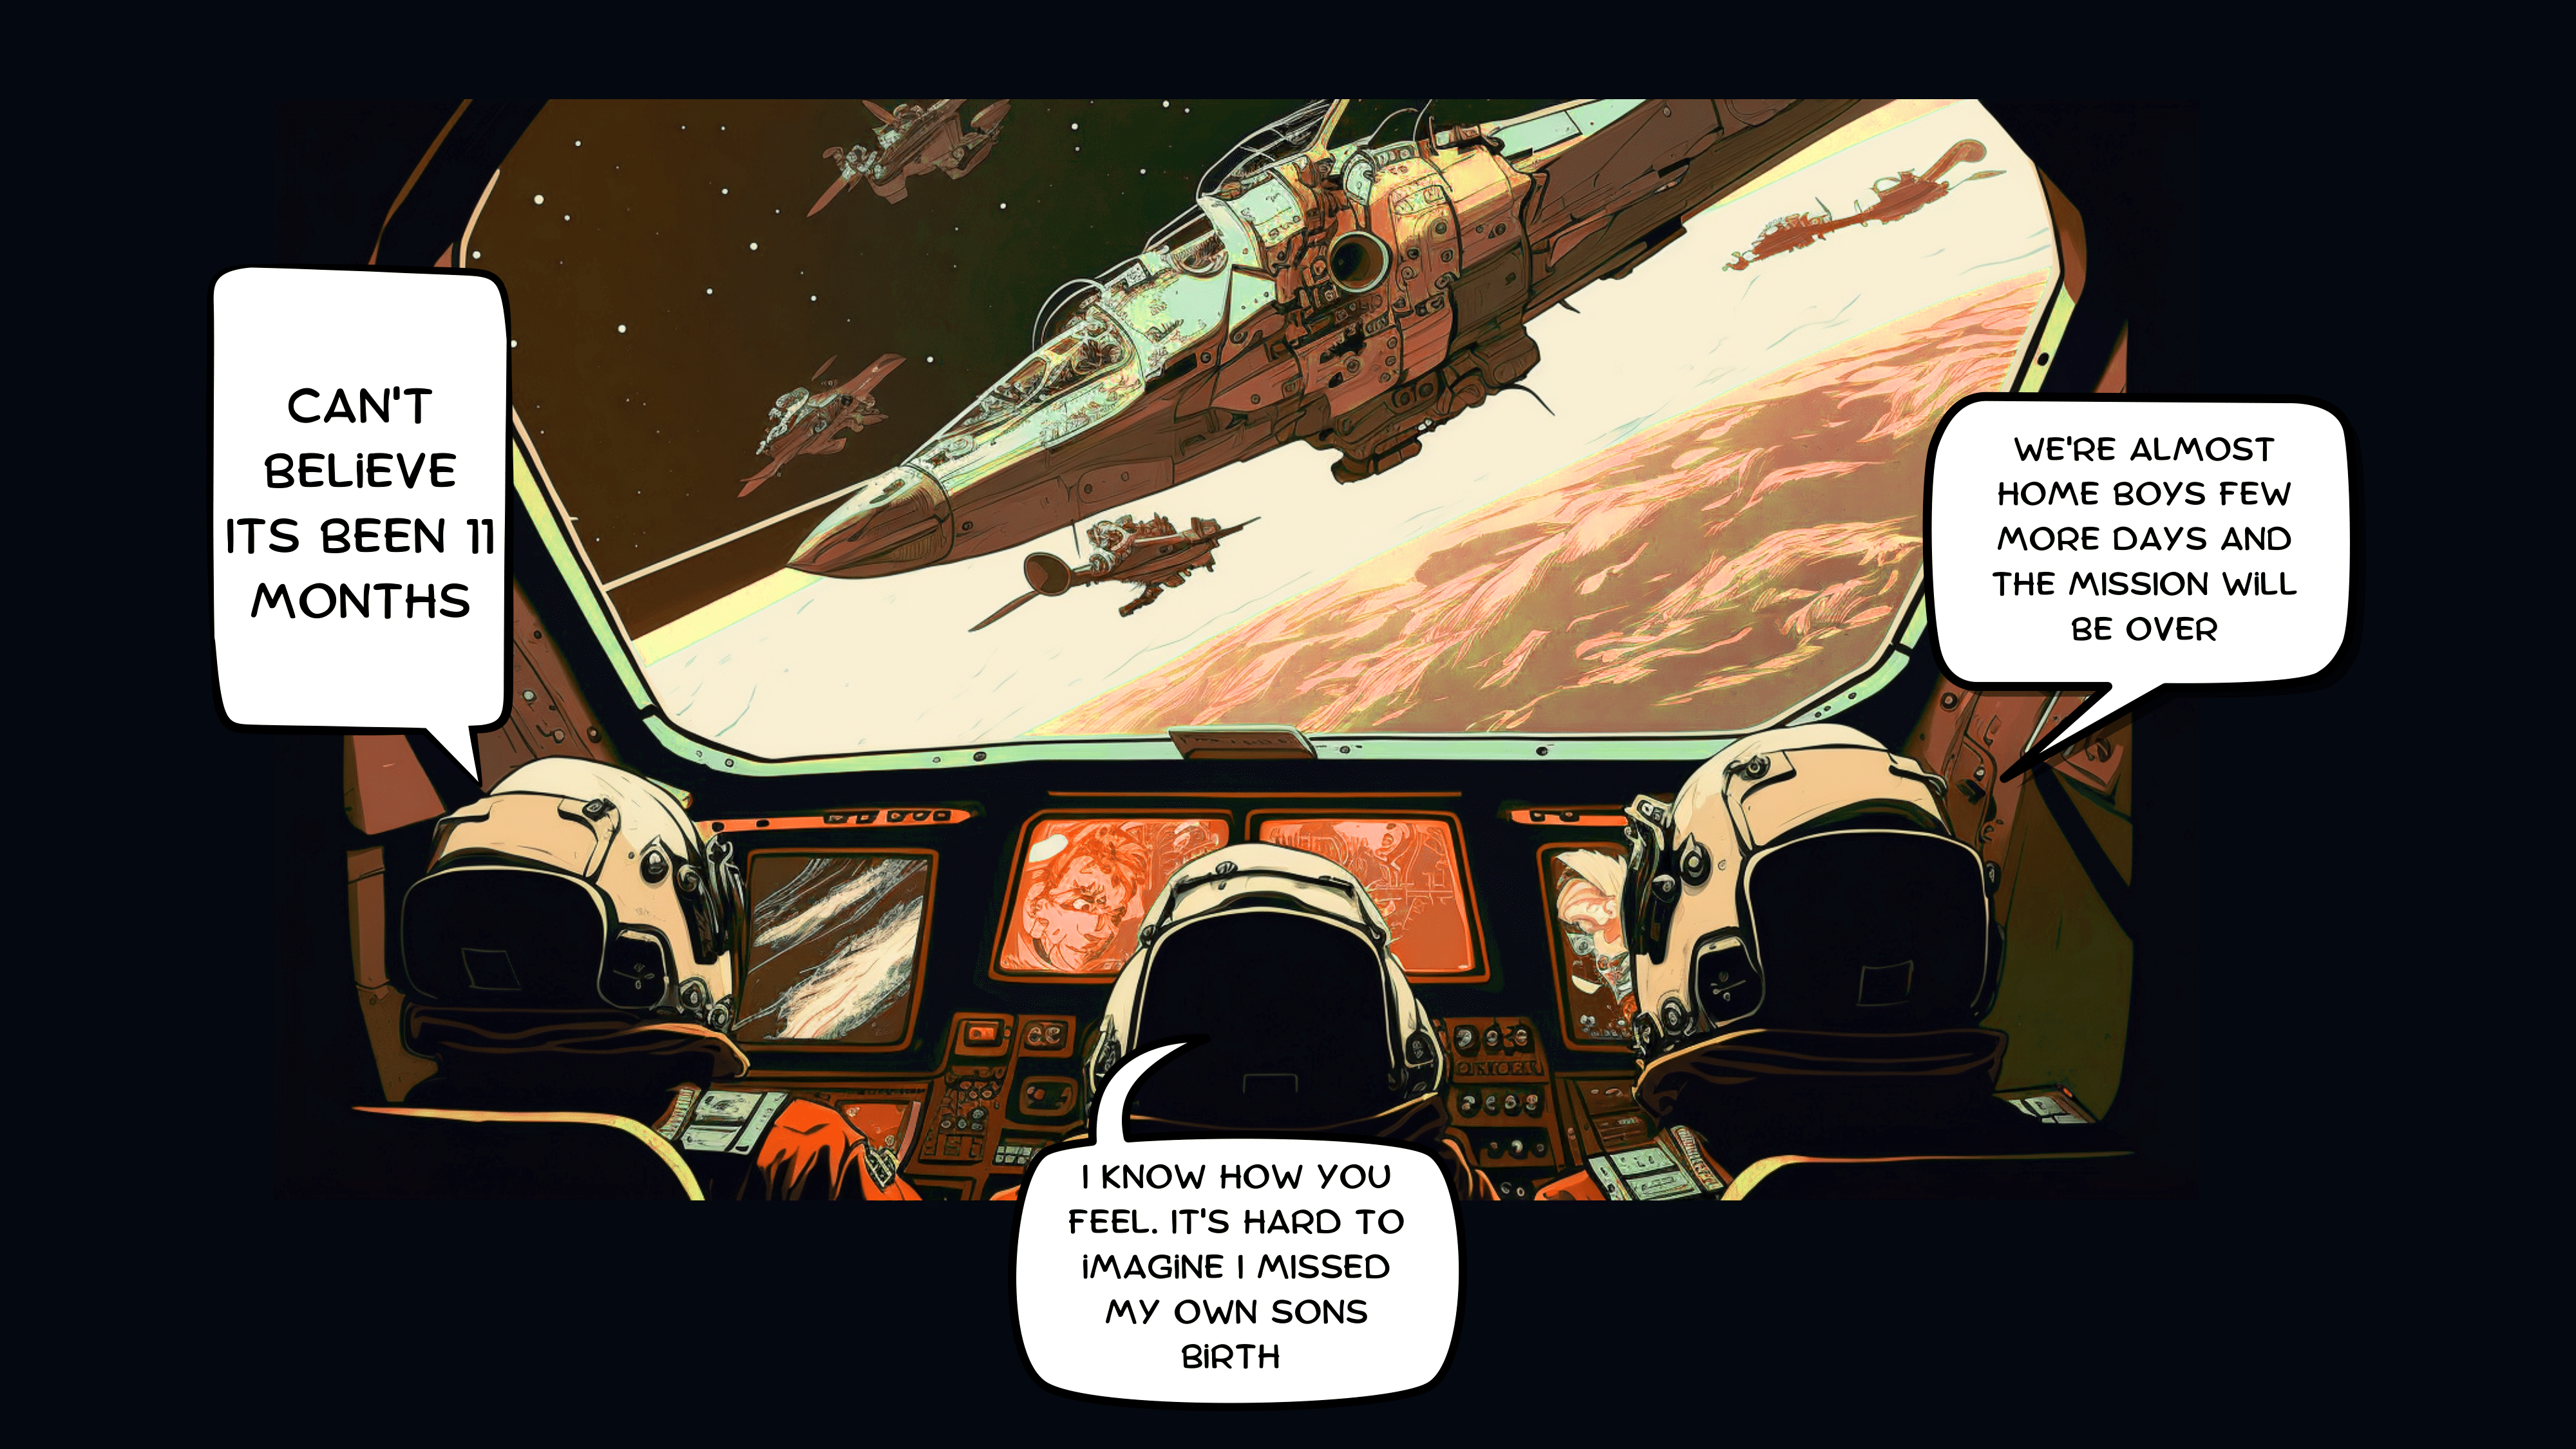 CAN'T
BELIEVE
ITS BEEN 11
MONTHS
WE'RE ALMOST
HOME BOYS FEW
MORE DAYS AND
THE MISSION WILL
BE OVER
I KNOW HOW YOU
FEEL. IT'S HARD TO
IMAGINE I MISSED
MY OWN SONS
BIRTH